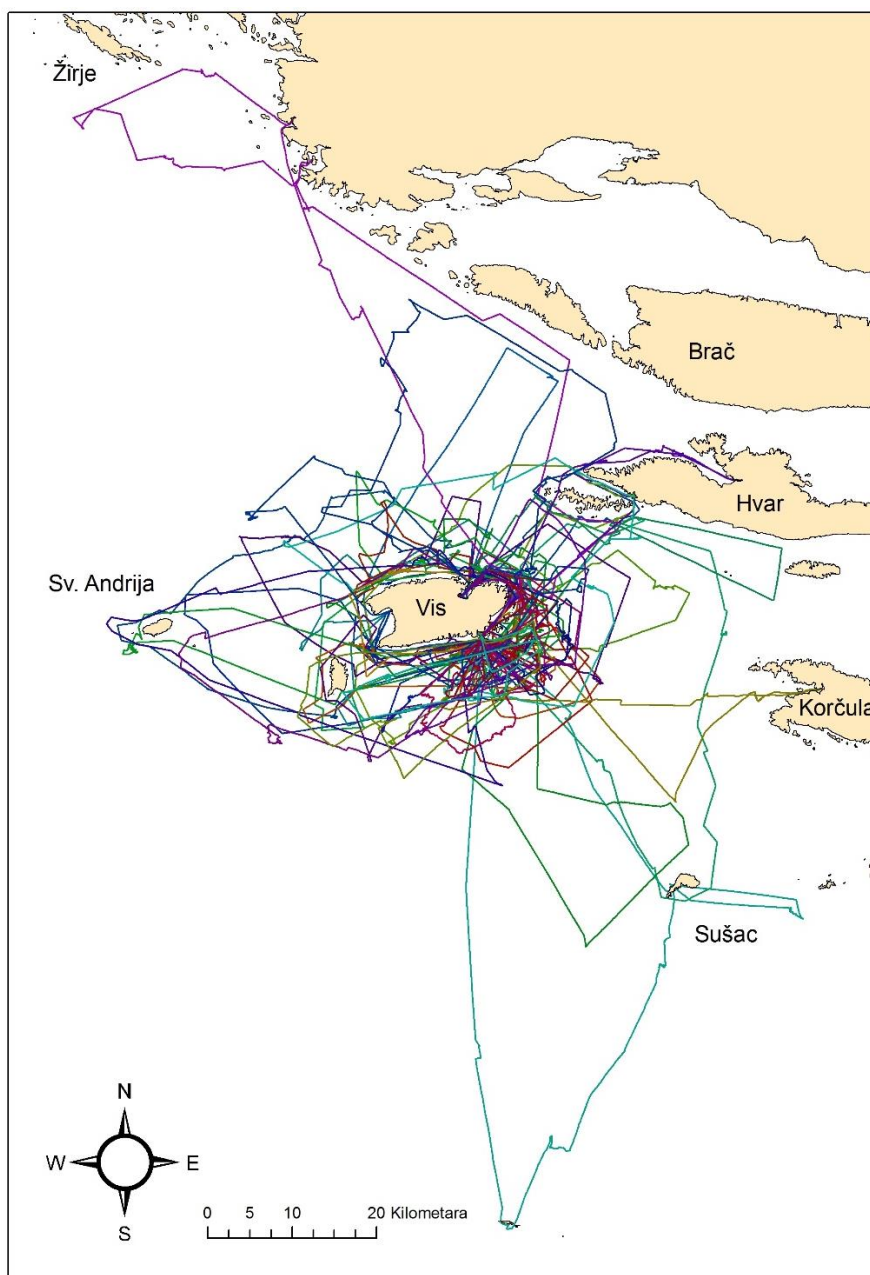 Žirje
Brač
Hvar
Sv. Andrija
Vis
Korčula
Sušac
N
W E
S
0 5 10 20 Kilometara